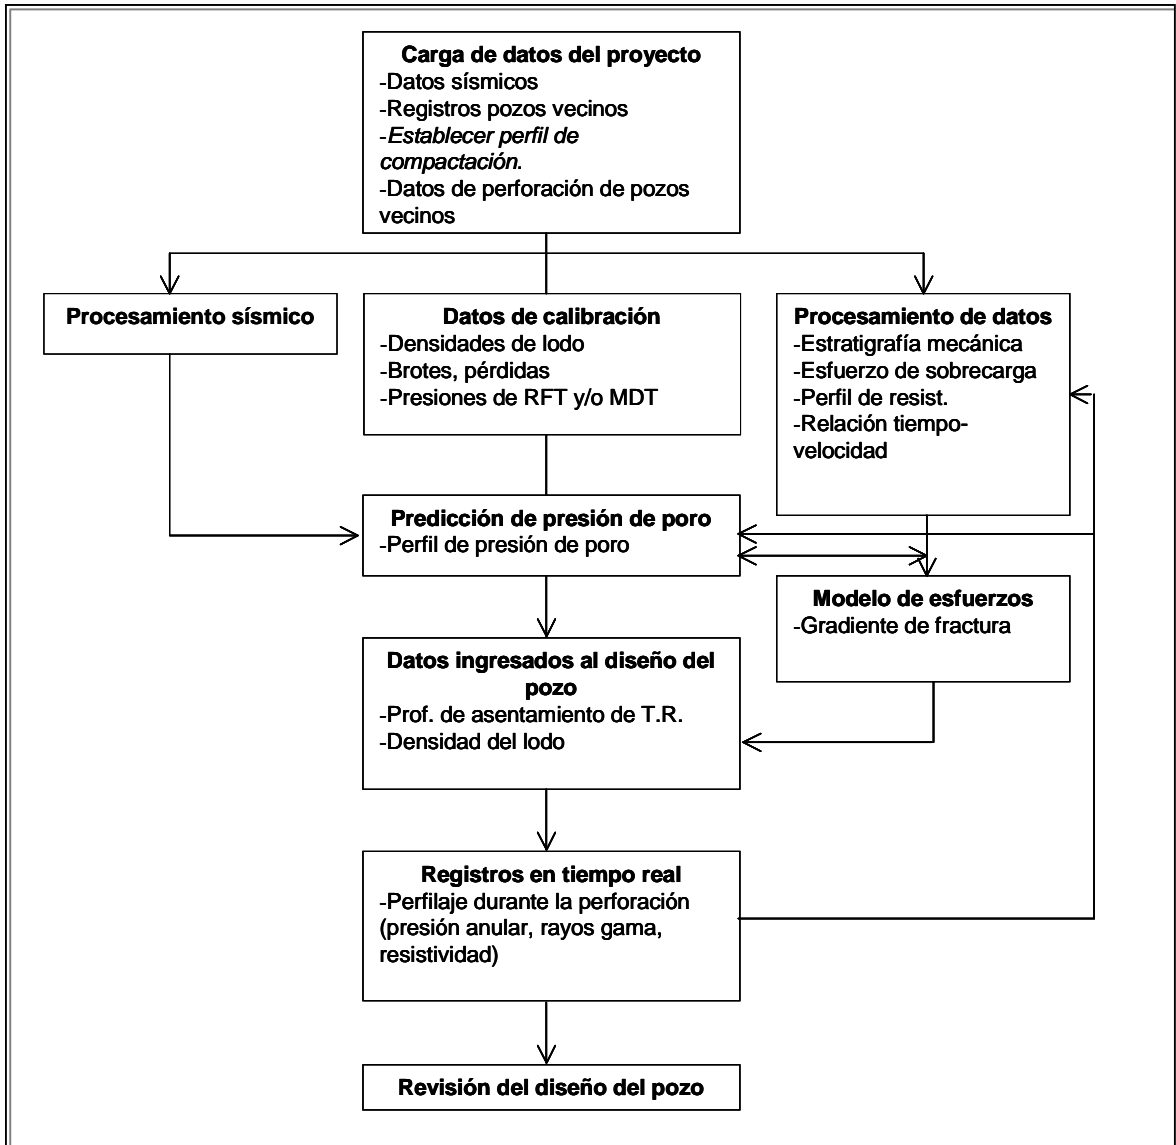 Carga de datos del proyecto
-Datos sísmicos
-Registros pozos vecinos
-Establecer perfil de
compactación.
-Datos de perforación de pozos
vecinos
Procesamiento sísmico
Datos de calibración
-Densidades de lodo
-Brotes, pérdidas
-Presiones de RFT y/o MDT
Procesamiento de datos
-Estratigrafía mecánica
-Esfuerzo de sobrecarga
-Perfil de resist.
-Relación tiempo-
velocidad
Predicción de presión de poro
-Perfil de presión de poro
Modelo de esfuerzos
-Gradiente de fractura
Datos ingresados al diseño del
pozo
-Prof. de asentamiento de T.R.
-Densidad del lodo
Registros en tiempo real
-Perfilaje durante la perforación
(presión anular, rayos gama,
resistividad)
Revisión del diseño del pozo